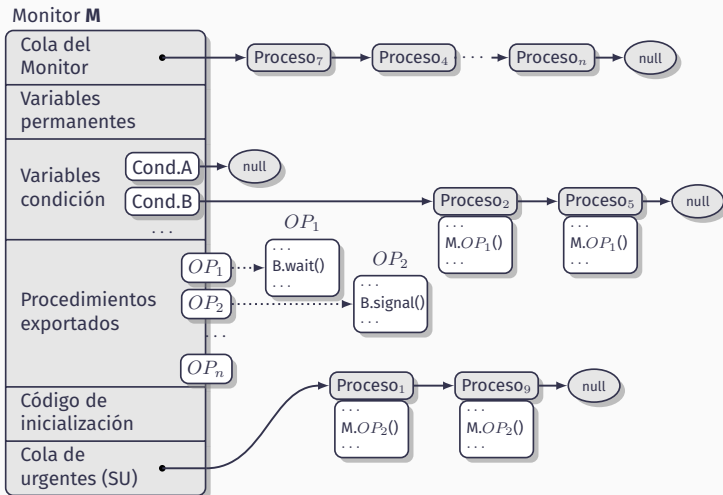 Monitor M
Cola del
Monitor
Proceso₇
Proceso₄
...
Procesoₙ
null
Variables
permanentes
Variables
condición
Cond.A
null
Cond.B
...
Proceso₂
Proceso₅
null
...
M.OP₁()
...
...
M.OP₁()
...
Procedimientos
exportados
OP₁
OP₂
...
OPₙ
OP₁
...
B.wait()
...
OP₂
...
B.signal()
...
Código de
inicialización
Proceso₁
Proceso₉
null
...
M.OP₂()
...
...
M.OP₂()
...
Cola de
urgentes (SU)